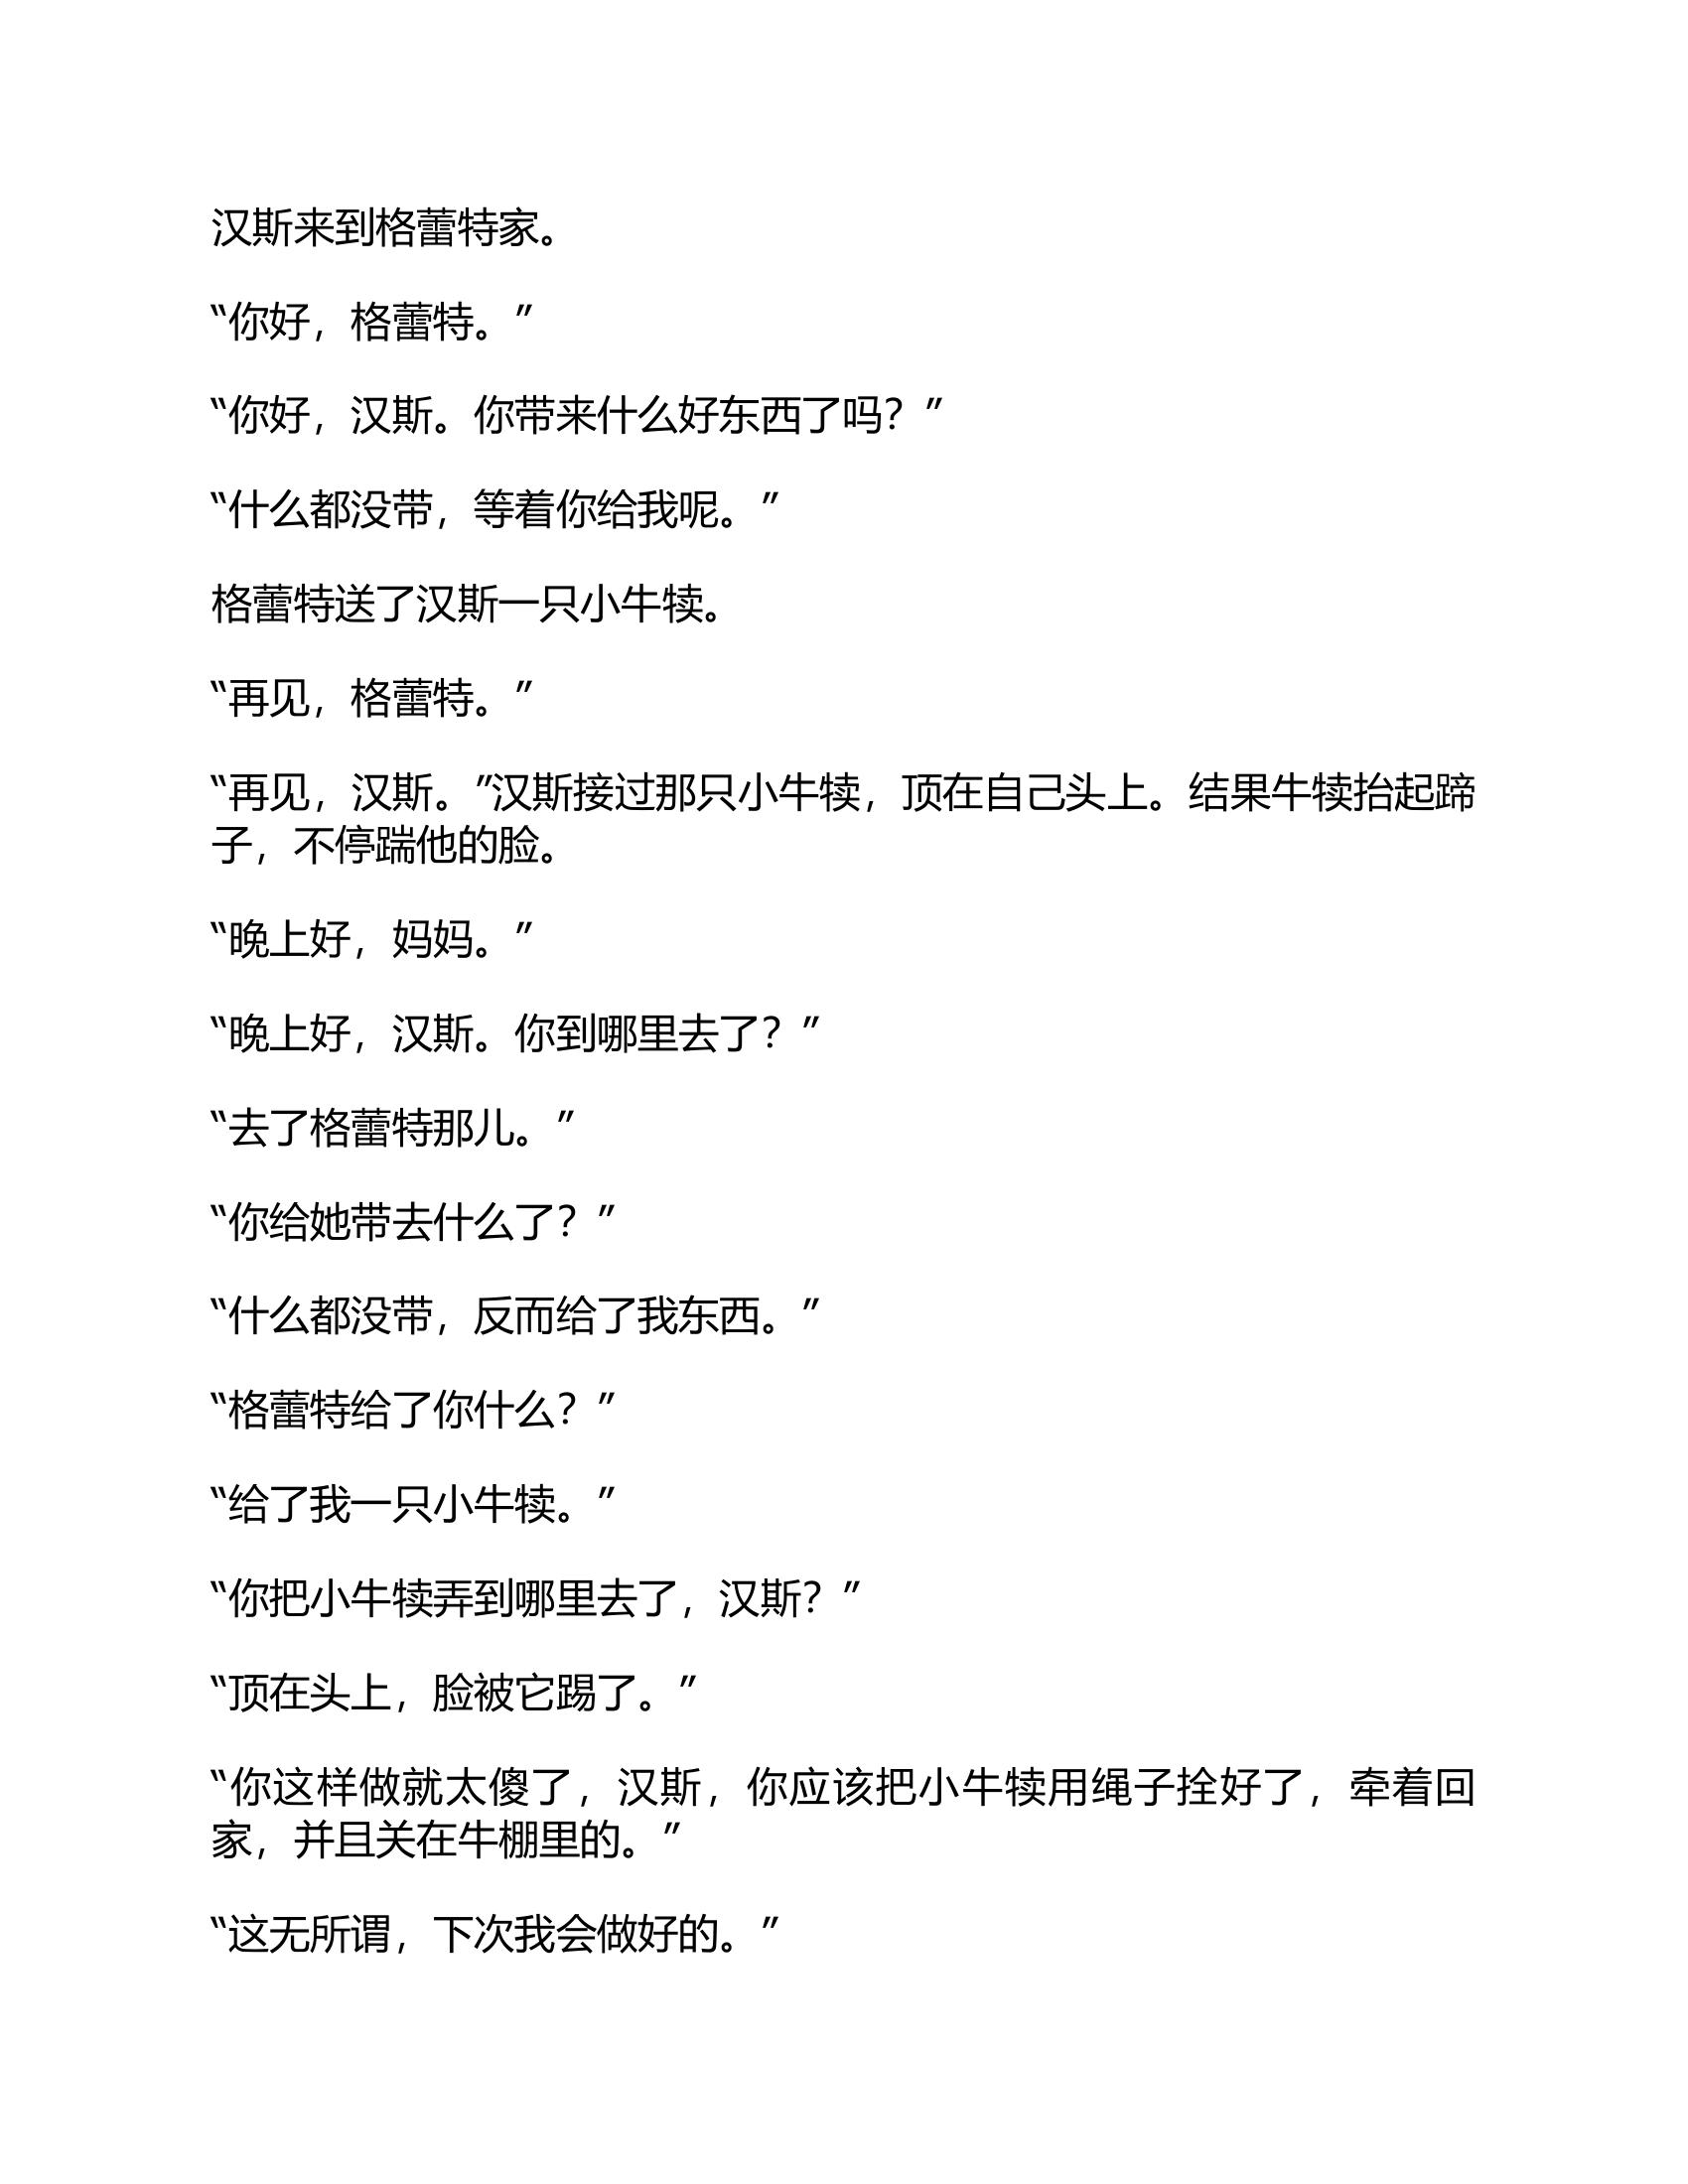 汉斯来到格蕾特家。
“你好，格蕾特。”
“你好，汉斯。你带来什么好东西了吗？”
“什么都没带，等着你给我呢。”
格蕾特送了汉斯一只小牛犊。
“再见，格蕾特。”
“再见，汉斯。”汉斯接过那只小牛犊，顶在自己头上。结果牛犊抬起蹄
子，不停踹他的脸。
“晚上好，妈妈。”
“晚上好，汉斯。你到哪里去了？”
“去了格蕾特那儿。”
“你给她带去什么了？”
“什么都没带，反而给了我东西。”
“格蕾特给了你什么？”
“给了我一只小牛犊。”
“你把小牛犊弄到哪里去了，汉斯？”
“顶在头上，脸被它踢了。”
“你这样做就太傻了，汉斯，你应该把小牛犊用绳子拴好了，牵着回
家，并且关在牛棚里的。”
“这无所谓，下次我会做好的。”